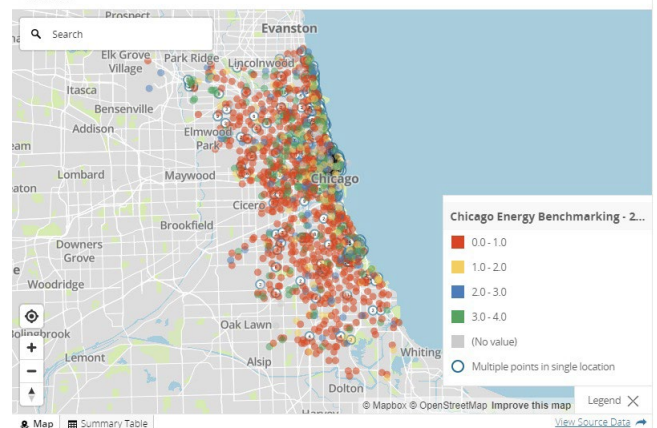 Prospect
Evanston
Search
Elk Grove
Village
Park Ridge
Lincolnwood
Itasca
Bensenville
Addison
Elmwood
Park
Lombard
Maywood
Chicago
Cicero
Brookfield
Downers
Grove
Woodridge
Oak Lawn
Lemont
Alsip
Whiting
Dolton
Chicago Energy Benchmarking - 2...
0.0 - 1.0
1.0 - 2.0
2.0 - 3.0
3.0 - 4.0
(No value)
Multiple points in single location
Legend
© Mapbox © OpenStreetMap Improve this map
Map
Summary Table
View Source Data